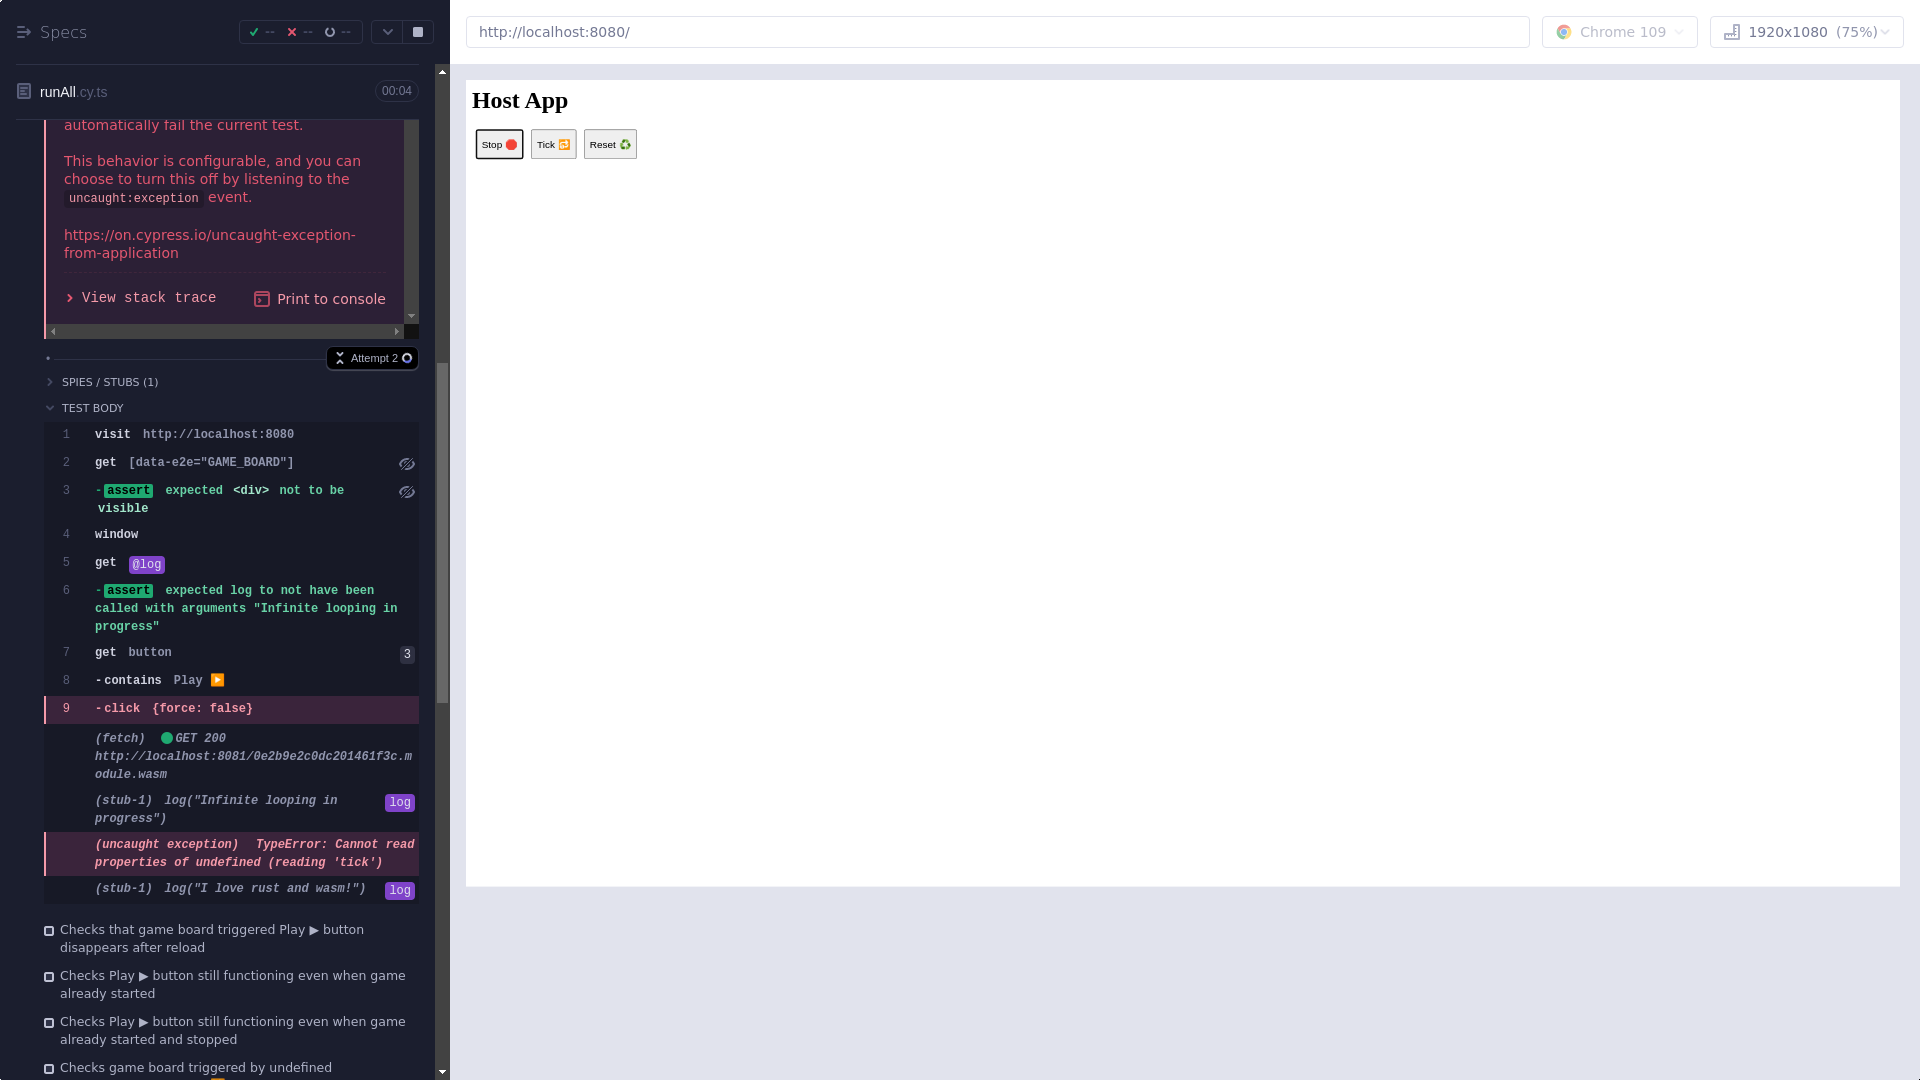 Specs
-- -- --
http://localhost:8080/
Chrome 109
1920x1080 (75%)
runAll.cy.ts
00:04
automatically fail the current test.
This behavior is configurable, and you can
choose to turn this off by listening to the
uncaught:exception event.
https://on.cypress.io/uncaught-exception-
from-application
View stack trace
Print to console
Attempt 2
SPIES / STUBS (1)
TEST BODY
1 visit http://localhost:8080
2 get [data-e2e="GAME_BOARD"]
3 -assert expected <div> not to be
visible
4 window
5 get @log
6 -assert expected log to not have been
called with arguments "Infinite looping in
progress"
7 get button 3
8 -contains Play ▶️
9 -click {force: false}
(fetch) GET 200
http://localhost:8081/0e2b9e2c0dc201461f3c.m
odule.wasm
(stub-1) log("Infinite looping in log
progress")
(uncaught exception) TypeError: Cannot read
properties of undefined (reading 'tick')
(stub-1) log("I love rust and wasm!") log
Checks that game board triggered Play ▶ button
disappears after reload
Checks Play ▶ button still functioning even when game
already started
Checks Play ▶ button still functioning even when game
already started and stopped
Checks game board triggered by undefined
Host App
Stop 🛑 Tick 🔁 Reset ♻️